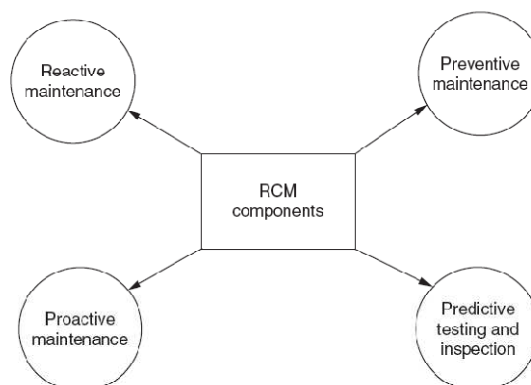 Reactive
maintenance
Preventive
maintenance
RCM
components
Proactive
maintenance
Predictive
testing and
inspection